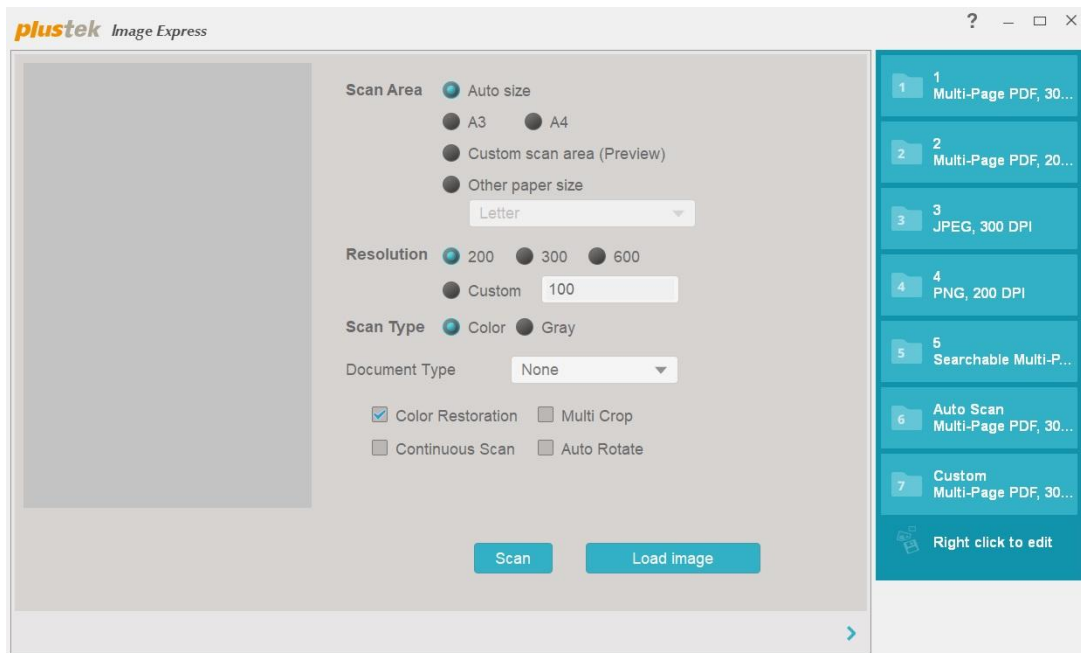 plustek Image Express
?
Scan Area Auto size
A3 A4
Custom scan area (Preview)
Other paper size
Letter
Resolution 200 300 600
Custom 100
Scan Type Color Gray
Document Type None
Color Restoration Multi Crop
Continuous Scan Auto Rotate
Scan Load image
1
1
Multi-Page PDF, 30...
2
2
Multi-Page PDF, 20...
3
3
JPEG, 300 DPI
4
4
PNG, 200 DPI
5
5
Searchable Multi-P...
6
Auto Scan
Multi-Page PDF, 30...
7
Custom
Multi-Page PDF, 30...
Right click to edit